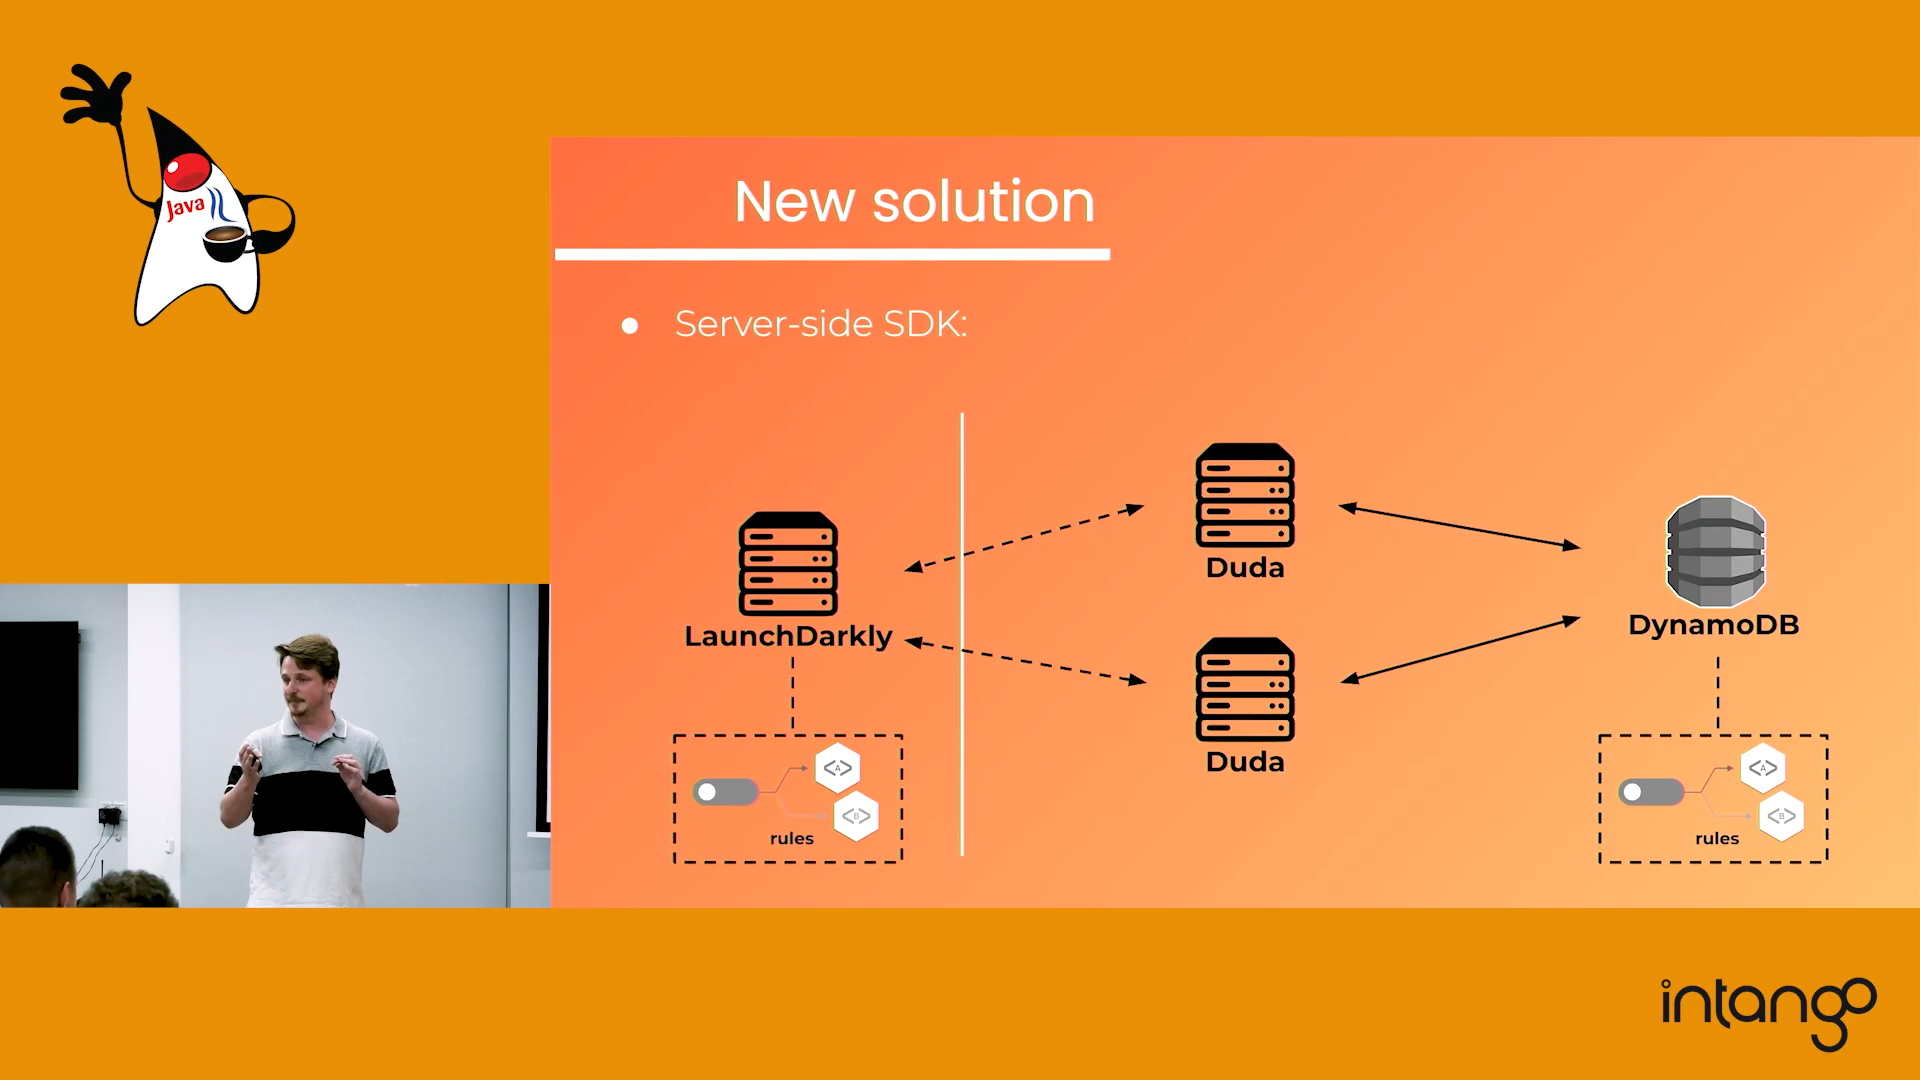 Java
New solution
Server-side SDK:
Duda
LaunchDarkly
DynamoDB
Duda
A
B
rules
A
B
rules
intango